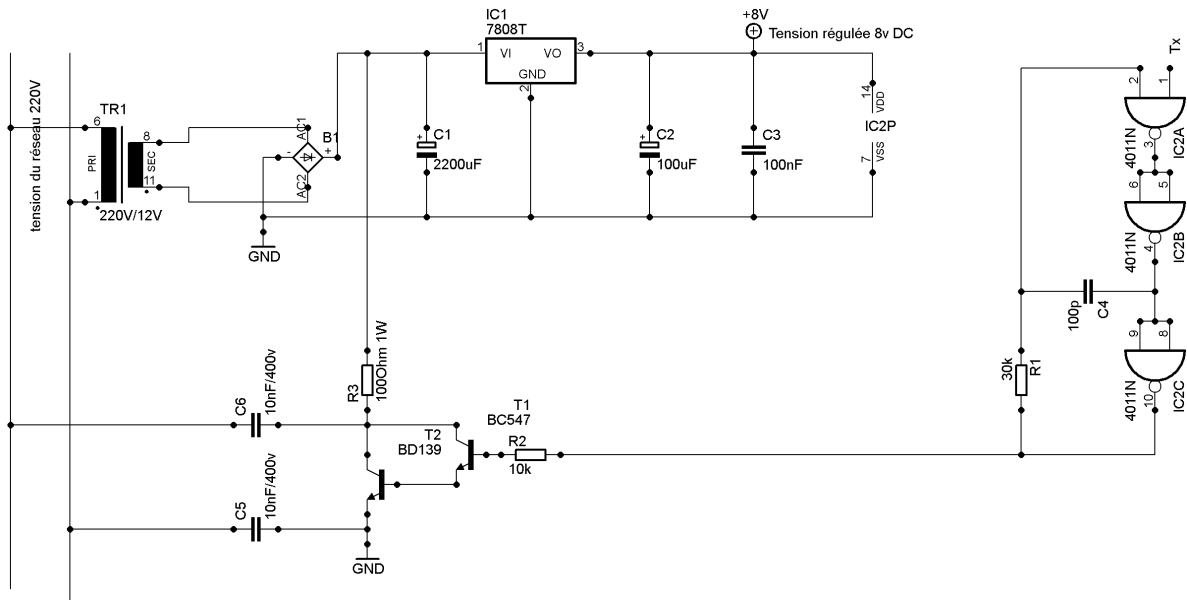 IC1
7808T
+8V
Tension régulée 8v DC
Tx
1
VI
VO
3
GND
2
tension du réseau 220V
TR1
6
PRI
1
8
SEC
11
220V/12V
AC1
B1
-
+
AC2
GND
+
C1
2200uF
+
C2
100uF
C3
100nF
14
VDD
IC2P
7
VSS
2
1
4011N
3
IC2A
6
5
4011N
4
IC2B
100p
C4
9
8
4011N
10
IC2C
30k
R1
R3
100Ohm 1W
C6
10nF/400v
T1
BC547
T2
BD139
R2
10k
C5
10nF/400v
GND